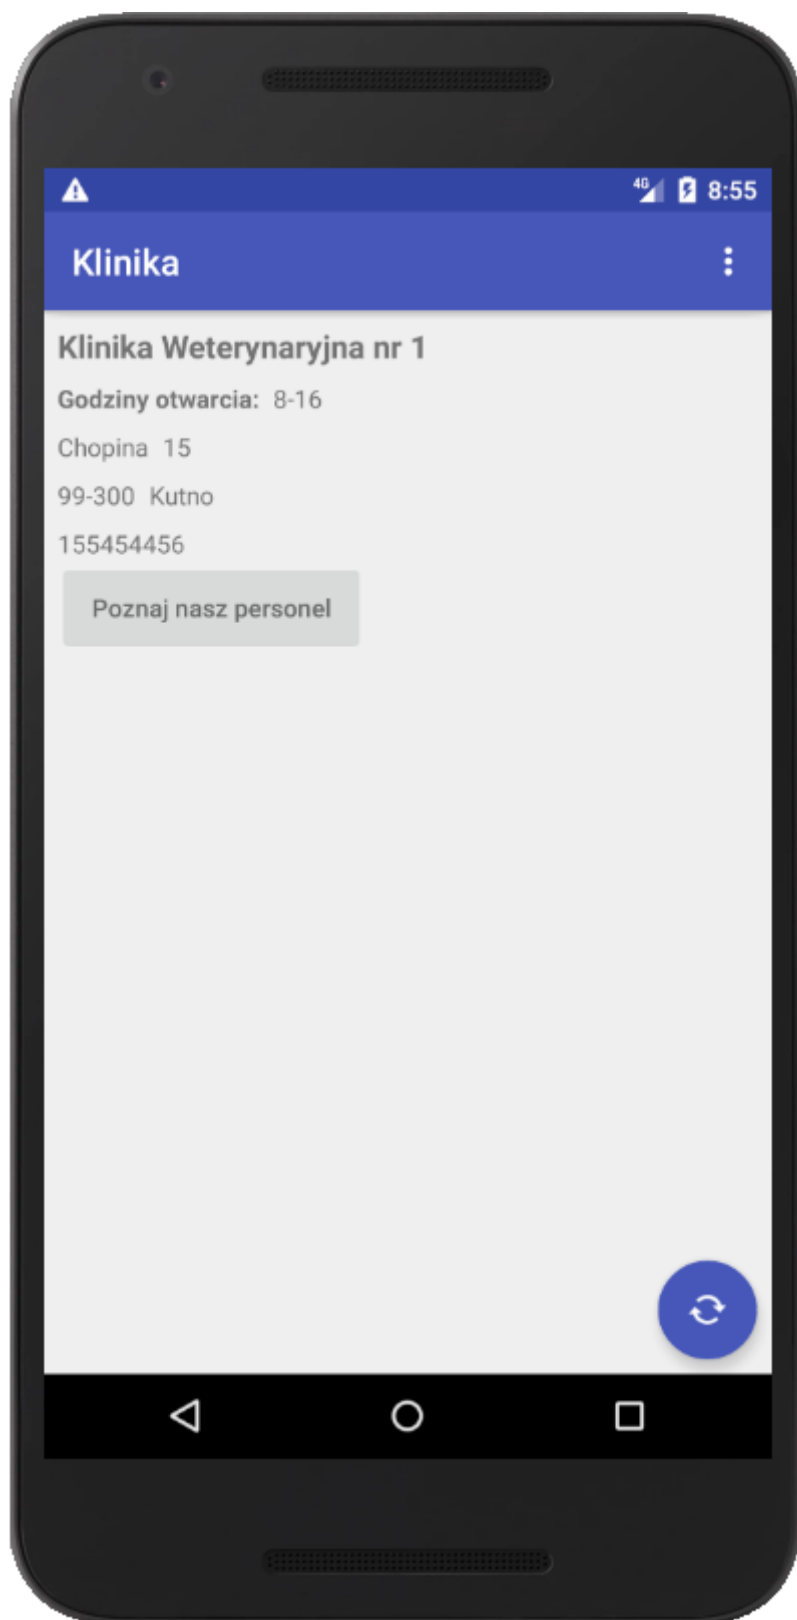 4G 8:55
Klinika
Klinika Weterynaryjna nr 1
Godziny otwarcia: 8-16
Chopina 15
99-300 Kutno
155454456
Poznaj nasz personel